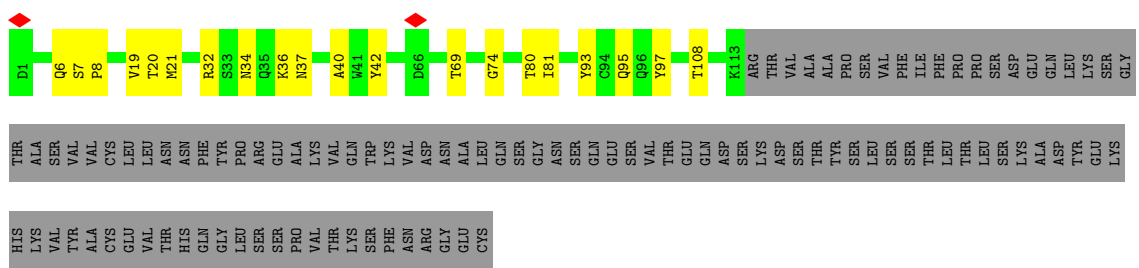 D1 Q6 S7 P8 V19 T20 M21 R32 S33 N34 Q35 K36 N37 A40 W41 Y42 D66 T69 G74 T80 I81 Y93 C94 Q95 Q96 Y97 T108 K113 ARG THR VAL ALA ALA PRO SER VAL PHE ILE PHE PRO PRO SER ASP GLU GLN LEU LYS SER GLY
THR ALA SER VAL VAL CYS LEU LEU ASN ASN PHE TYR PRO ARG GLU ALA LYS VAL GLN TRP LYS VAL ASP ASN ALA LEU GLN SER GLY ASN SER GLN GLU SER VAL THR GLU GLN ASP SER LYS ASP SER THR TYR SER LEU SER SER THR LEU THR LEU SER LYS ALA ASP TYR GLU LYS
HIS LYS VAL TYR ALA CYS GLU VAL THR HIS GLN GLY LEU SER SER PRO VAL THR LYS SER PHE ASN ARG GLY GLU CYS